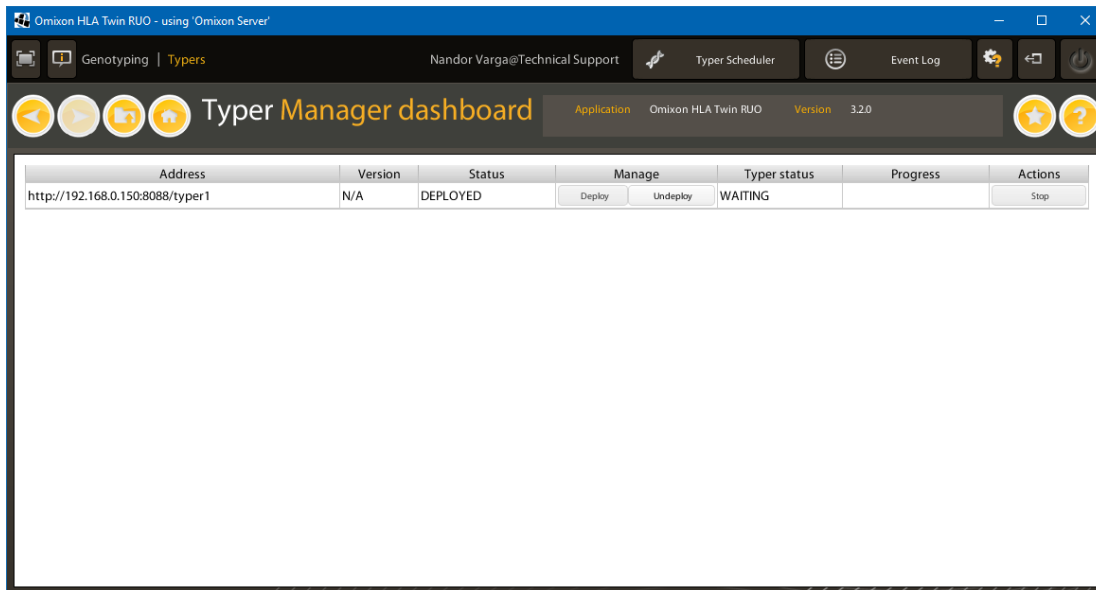 Omixon HLA Twin RUO - using 'Omixon Server'
Genotyping | Typers Nandor Varga@Technical Support Typer Scheduler Event Log
Typer Manager dashboard Application Omixon HLA Twin RUO Version 3.2.0
Address Version Status Manage Typer status Progress Actions
http://192.168.0.150:8088/typer1 N/A DEPLOYED Deploy Undeploy WAITING Stop